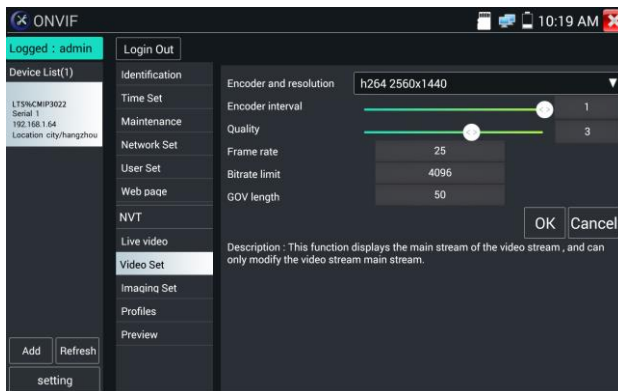 ONVIF
10:19 AM
Logged : admin
Login Out
Device List(1)
LTS%CMIP3022
Serial 1
192.168.1.64
Location city/hangzhou
Identification
Time Set
Maintenance
Network Set
User Set
Web page
NVT
Live video
Video Set
Imaging Set
Profiles
Preview
Encoder and resolution h264 2560x1440
Encoder interval 1
Quality 3
Frame rate 25
Bitrate limit 4096
GOV length 50
OK Cancel
Description : This function displays the main stream of the video stream , and can
only modify the video stream main stream.
Add Refresh
setting